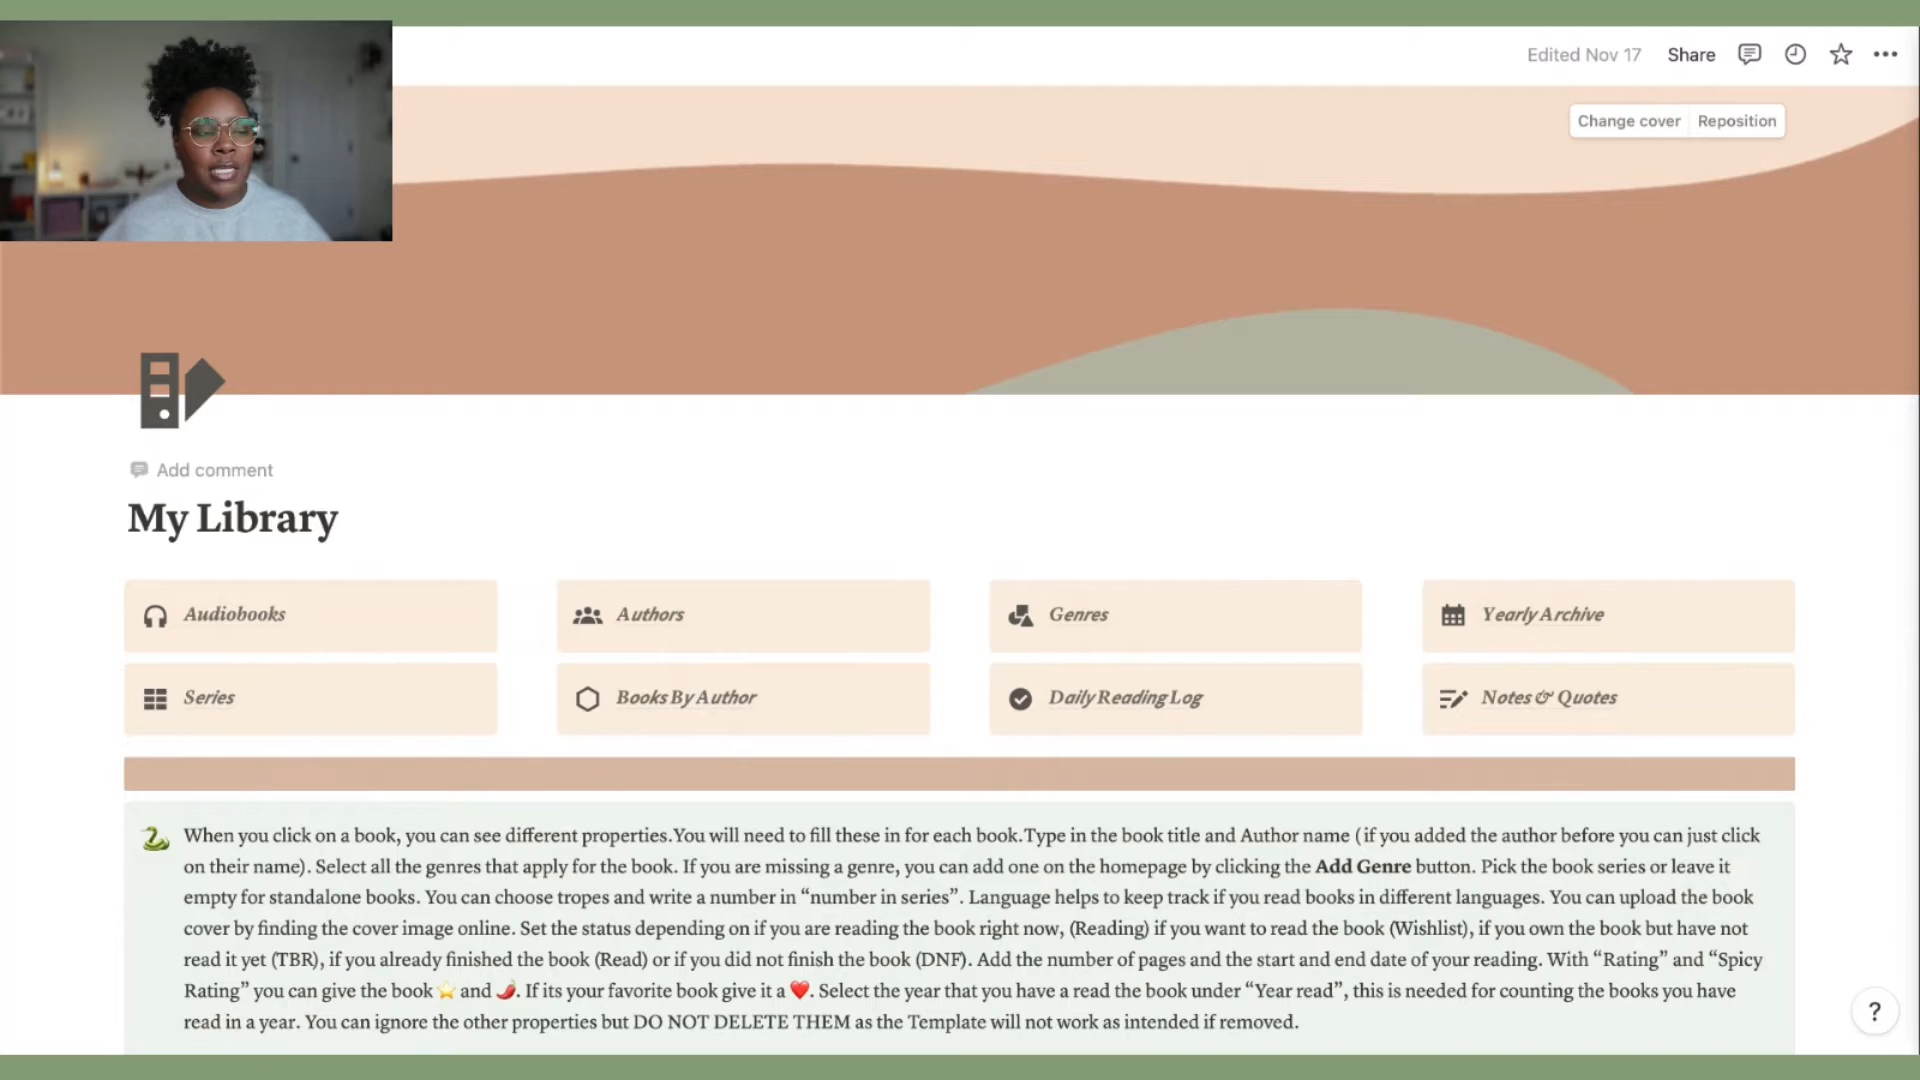 Edited Nov 17 Share
Change cover Reposition
Add comment
My Library
Audiobooks Authors Genres Yearly Archive
Series Books By Author Daily Reading Log Notes & Quotes
When you click on a book, you can see different properties.You will need to fill these in for each book.Type in the book title and Author name (if you added the author before you can just click
on their name). Select all the genres that apply for the book. If you are missing a genre, you can add one on the homepage by clicking the Add Genre button. Pick the book series or leave it
empty for standalone books. You can choose tropes and write a number in “number in series”. Language helps to keep track if you read books in different languages. You can upload the book
cover by finding the cover image online. Set the status depending on if you are reading the book right now, (Reading) if you want to read the book (Wishlist), if you own the book but have not
read it yet (TBR), if you already finished the book (Read) or if you did not finish the book (DNF). Add the number of pages and the start and end date of your reading. With “Rating” and “Spicy
Rating” you can give the book ⭐ and 🌶️. If its your favorite book give it a ❤️. Select the year that you have a read the book under “Year read”, this is needed for counting the books you have
read in a year. You can ignore the other properties but DO NOT DELETE THEM as the Template will not work as intended if removed.
?